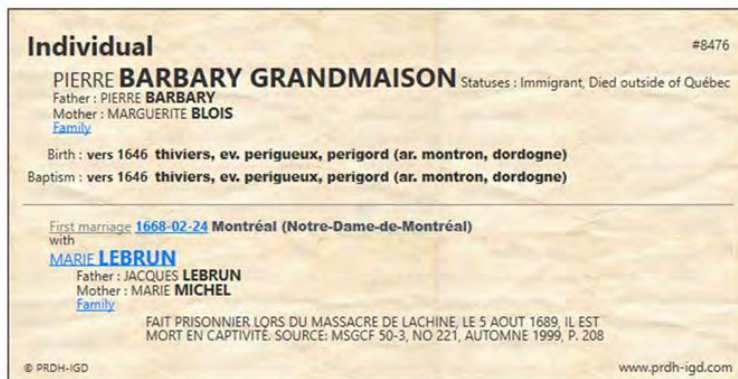 Individual #8476
PIERRE BARBARY GRANDMAISON Statuses : Immigrant, Died outside of Québec
Father : PIERRE BARBARY
Mother : MARGUERITE BLOIS
Family
Birth : vers 1646 thiviers, ev. perigueux, perigord (ar. montron, dordogne)
Baptism : vers 1646 thiviers, ev. perigueux, perigord (ar. montron, dordogne)
First marriage 1668-02-24 Montréal (Notre-Dame-de-Montréal)
with
MARIE LEBRUN
Father : JACQUES LEBRUN
Mother : MARIE MICHEL
Family
FAIT PRISONNIER LORS DU MASSACRE DE LACHINE, LE 5 AOUT 1689, IL EST
MORT EN CAPTIVITÉ. SOURCE: MSGCF 50-3, NO 221, AUTOMNE 1999, P. 208
© PRDH-IGD www.prdh-igd.com